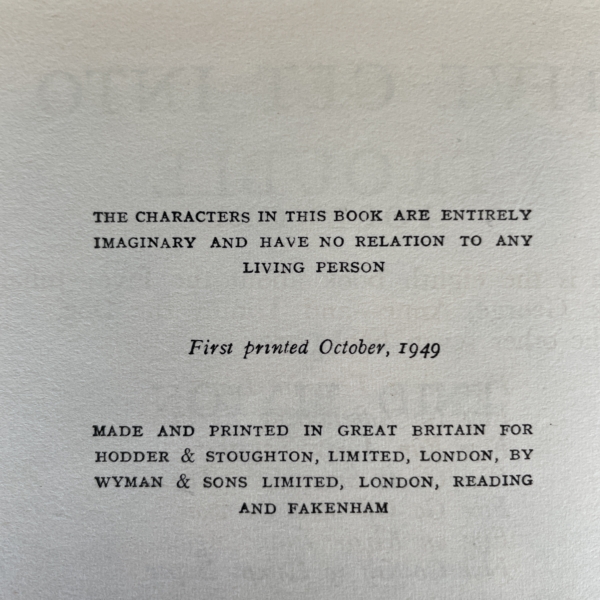 THE CHARACTERS IN THIS BOOK ARE ENTIRELY
IMAGINARY AND HAVE NO RELATION TO ANY
LIVING PERSON
First printed October, 1949
MADE AND PRINTED IN GREAT BRITAIN FOR
HODDER & STOUGHTON, LIMITED, LONDON, BY
WYMAN & SONS LIMITED, LONDON, READING
AND FAKENHAM